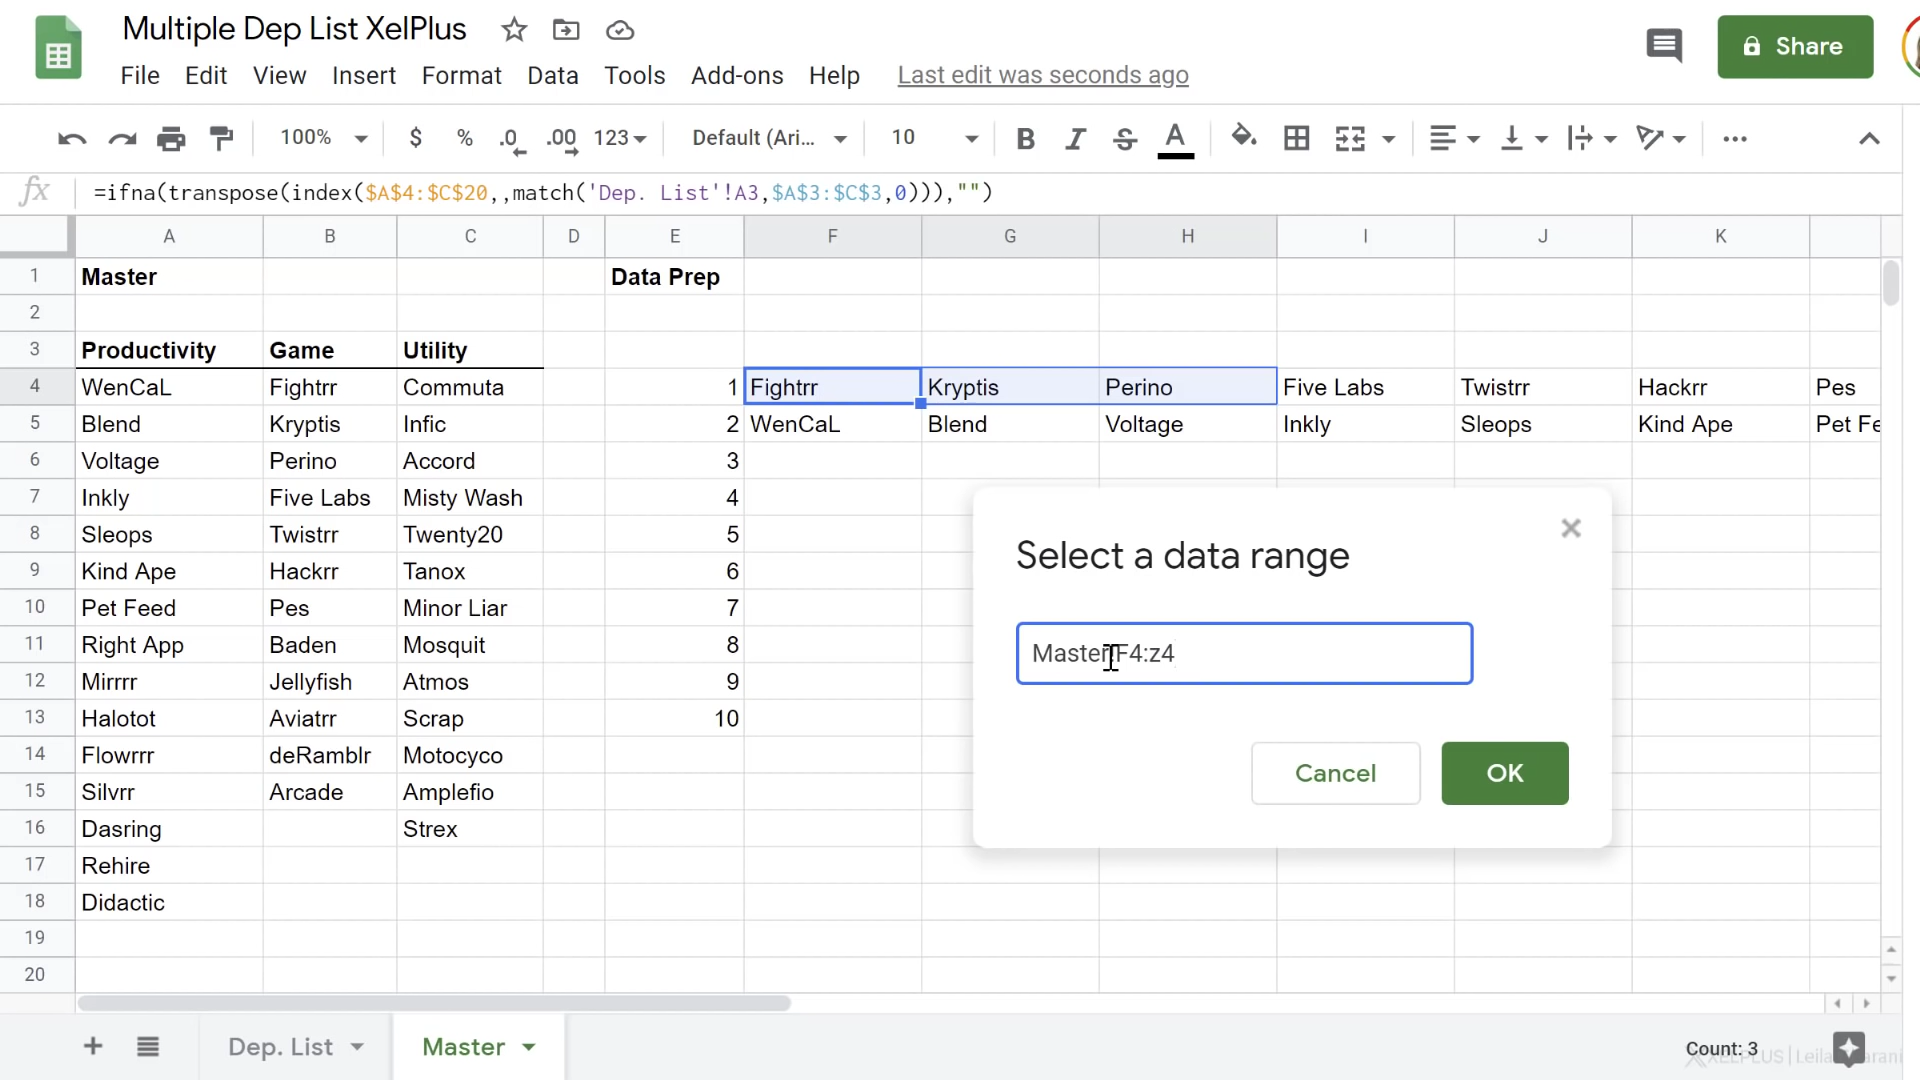 Multiple Dep List XelPlus
File Edit View Insert Format Data Tools Add-ons Help Last edit was seconds ago
Share
100% $ % .0 .00 123 Default (Ari... 10 B I S A
fx =ifna(transpose(index($A$4:$C$20,,match('Dep. List'!A3,$A$3:$C$3,0))),"")
A B C D E F G H I J K
1 Master Data Prep
2
3 Productivity Game Utility
4 WenCaL Fightrr Commuta 1 Fightrr Kryptis Perino Five Labs Twistrr Hackrr Pes
5 Blend Kryptis Infic 2 WenCaL Blend Voltage Inkly Sleops Kind Ape Pet Fe
6 Voltage Perino Accord 3
7 Inkly Five Labs Misty Wash 4
8 Sleops Twistrr Twenty20 5
9 Kind Ape Hackrr Tanox 6
10 Pet Feed Pes Minor Liar 7
11 Right App Baden Mosquit 8
12 Mirrrr Jellyfish Atmos 9
13 Halotot Aviatrr Scrap 10
14 Flowrrr deRamblr Motocyco
15 Silvrr Arcade Amplefio
16 Dasring Strex
17 Rehire
18 Didactic
19
20
Select a data range
Master!F4:z4
Cancel OK
Dep. List Master Count: 3
XELPLUS | Leila